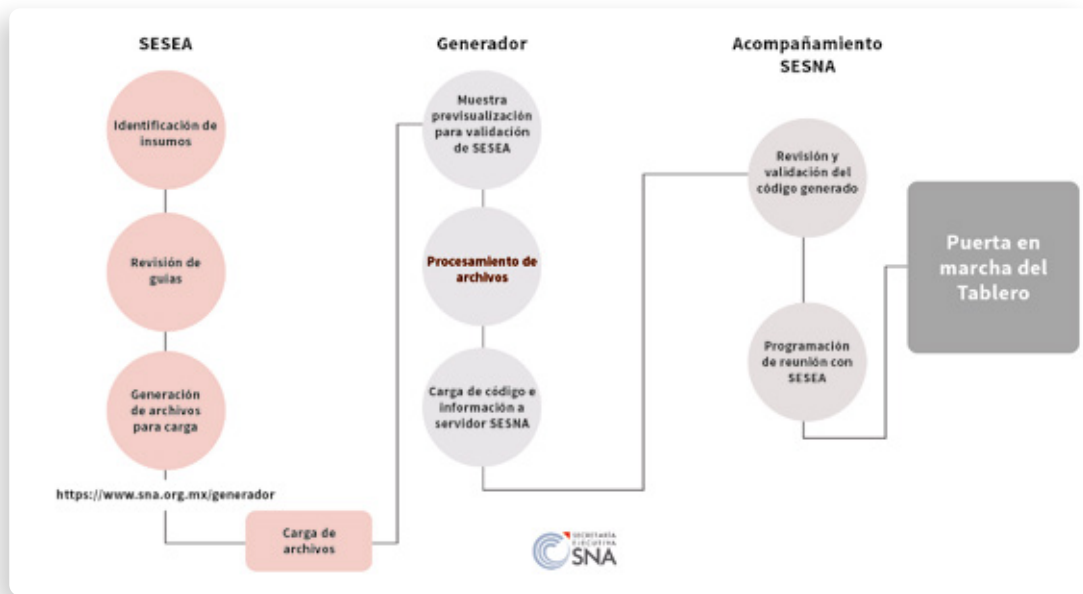 SESEA
Identificación de
insumos
Revisión de
guías
Generación
de archivos
para carga
https://www.sna.org.mx/generador
Carga de
archivos
Generador
Muestra
previsualización
para validación
de SESEA
Procesamiento de
archivos
Carga de código e
información a
servidor SESNA
Acompañamiento
SESNA
Revisión y
validación del
código generado
Programación
de reunión con
SESEA
Puerta en
marcha del
Tablero
SECRETARÍA
EJECUTIVA
SNA